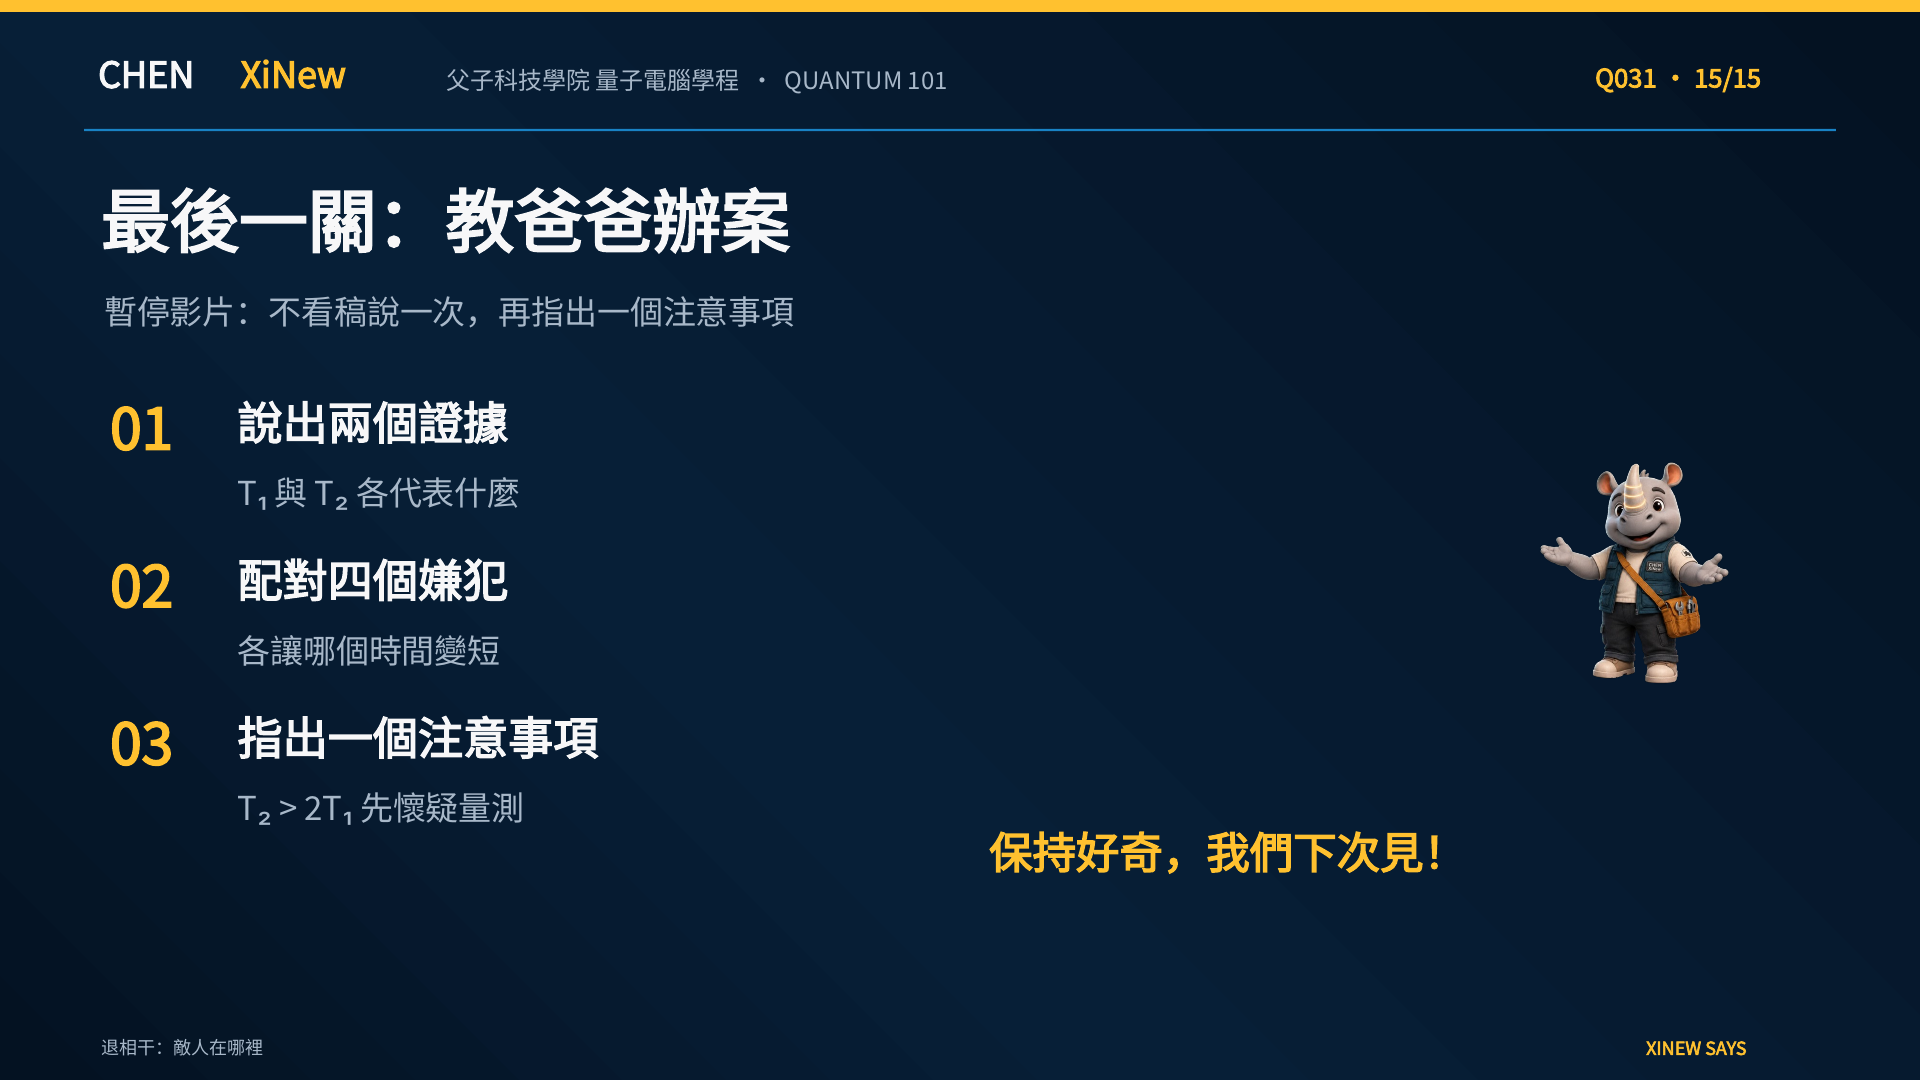 CHEN XiNew 父子科技學院 量子電腦學程 · QUANTUM 101 Q031 · 15/15
最後一關：教爸爸辦案
暫停影片：不看稿說一次，再指出一個注意事項
01 說出兩個證據
T₁ 與 T₂ 各代表什麼
02 配對四個嫌犯
各讓哪個時間變短
03 指出一個注意事項
T₂ > 2T₁ 先懷疑量測
保持好奇，我們下次見！
退相干：敵人在哪裡 XINEW SAYS